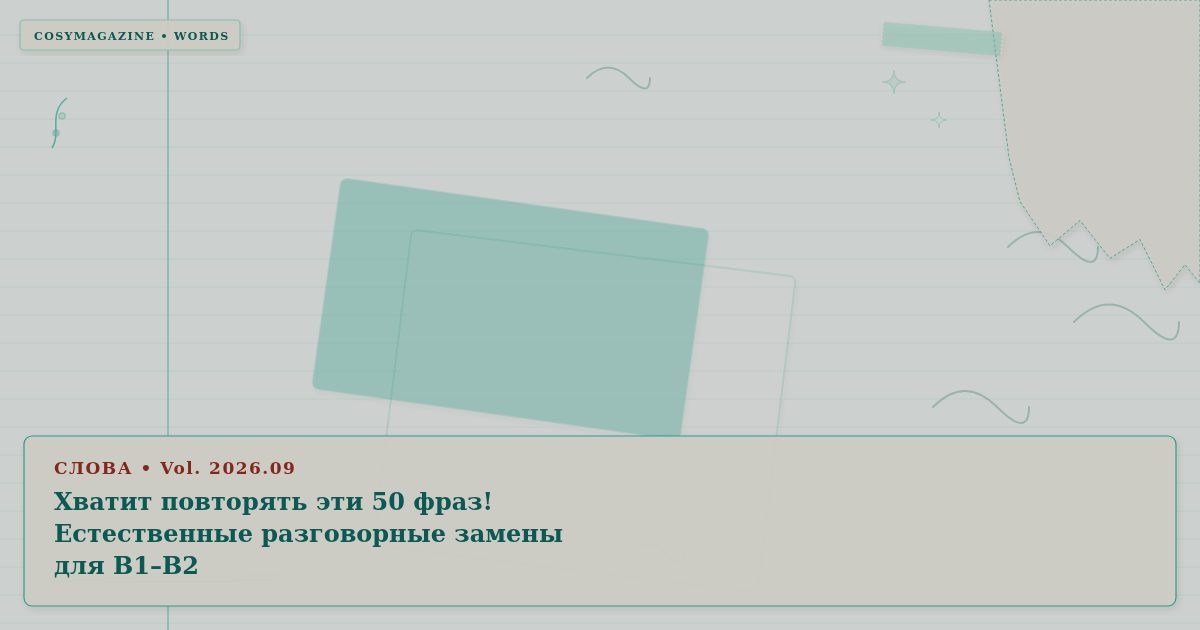 COSYMAGAZINE • WORDS
СЛОВА • Vol. 2026.09
Хватит повторять эти 50 фраз!
Естественные разговорные замены
для B1–B2